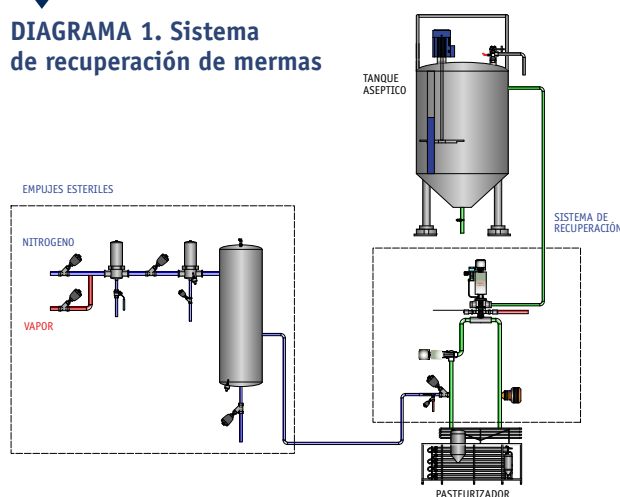 DIAGRAMA 1. Sistema
de recuperación de mermas
TANQUE
ASEPTICO
EMPUJES ESTERILES
NITROGENO
VAPOR
SISTEMA DE
RECUPERACIÓN
PASTEURIZADOR